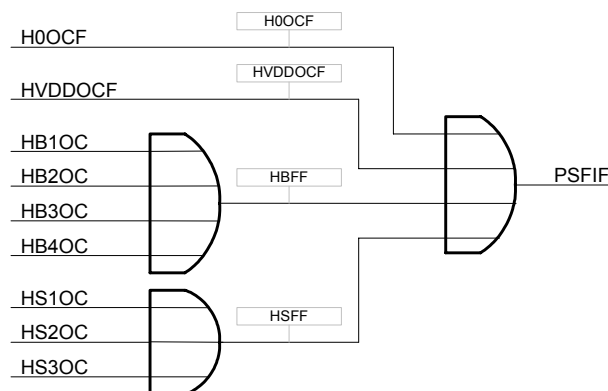 H0OCF
H0OCF
HVDDOCF
HVDDOCF
HB1OC
HB2OC
HBFF
PSFIF
HB3OC
HB4OC
HS1OC
HSFF
HS2OC
HS3OC